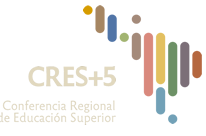 CRES+5
Conferencia Regional
de Educación Superior